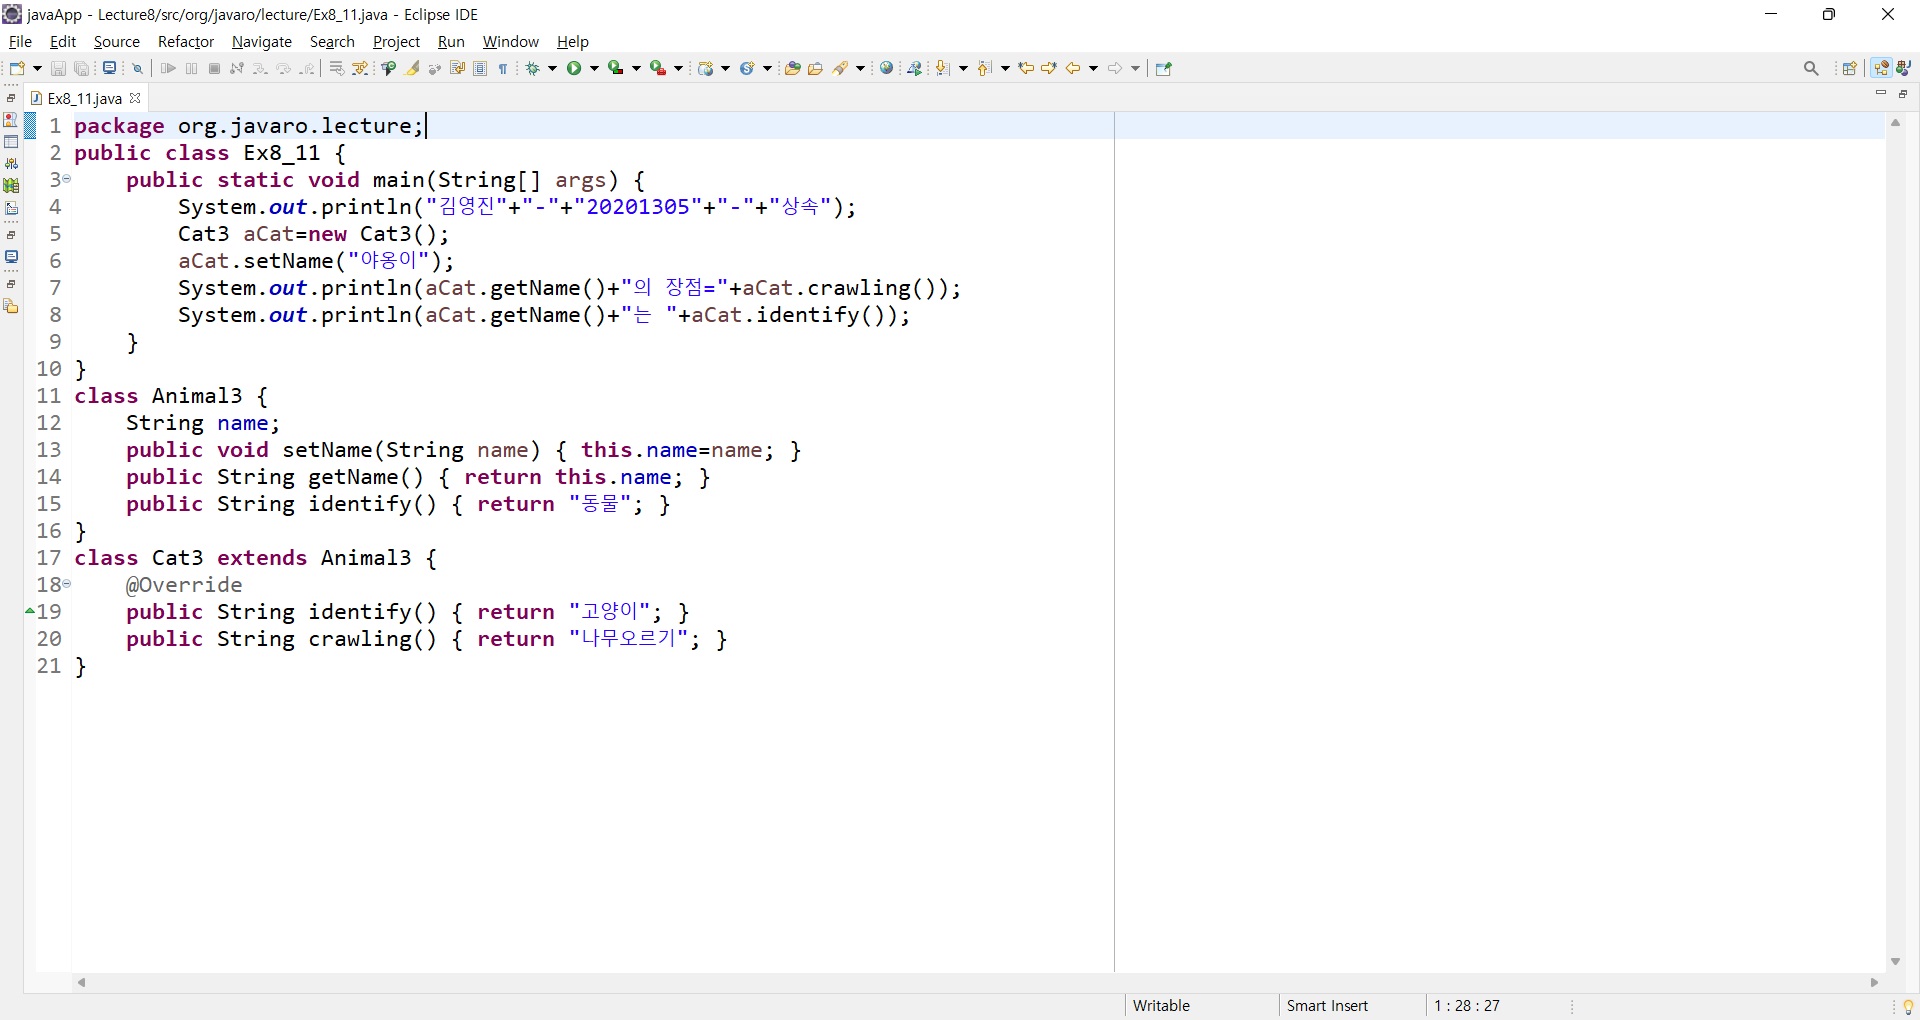 javaApp - Lecture8/src/org/javaro/lecture/Ex8_11.java - Eclipse IDE
File Edit Source Refactor Navigate Search Project Run Window Help
Ex8_11.java
1 package org.javaro.lecture;
2 public class Ex8_11 {
3 public static void main(String[] args) {
4 System.out.println("김영진"+"-"+"20201305"+"-"+"상속");
5 Cat3 aCat=new Cat3();
6 aCat.setName("야옹이");
7 System.out.println(aCat.getName()+"의 장점="+aCat.crawling());
8 System.out.println(aCat.getName()+"는 "+aCat.identify());
9 }
10 }
11 class Animal3 {
12 String name;
13 public void setName(String name) { this.name=name; }
14 public String getName() { return this.name; }
15 public String identify() { return "동물"; }
16 }
17 class Cat3 extends Animal3 {
18 @Override
19 public String identify() { return "고양이"; }
20 public String crawling() { return "나무오르기"; }
21 }
Writable Smart Insert 1 : 28 : 27